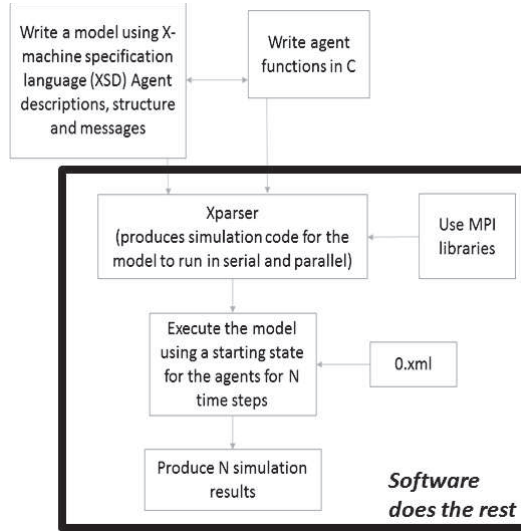 Write a model using X-
machine specification
language (XSD) Agent
descriptions, structure
and messages
Write agent
functions in C
Xparser
(produces simulation code for the
model to run in serial and parallel)
Use MPI
libraries
Execute the model
using a starting state
for the agents for N
time steps
0.xml
Produce N simulation
results
Software
does the rest